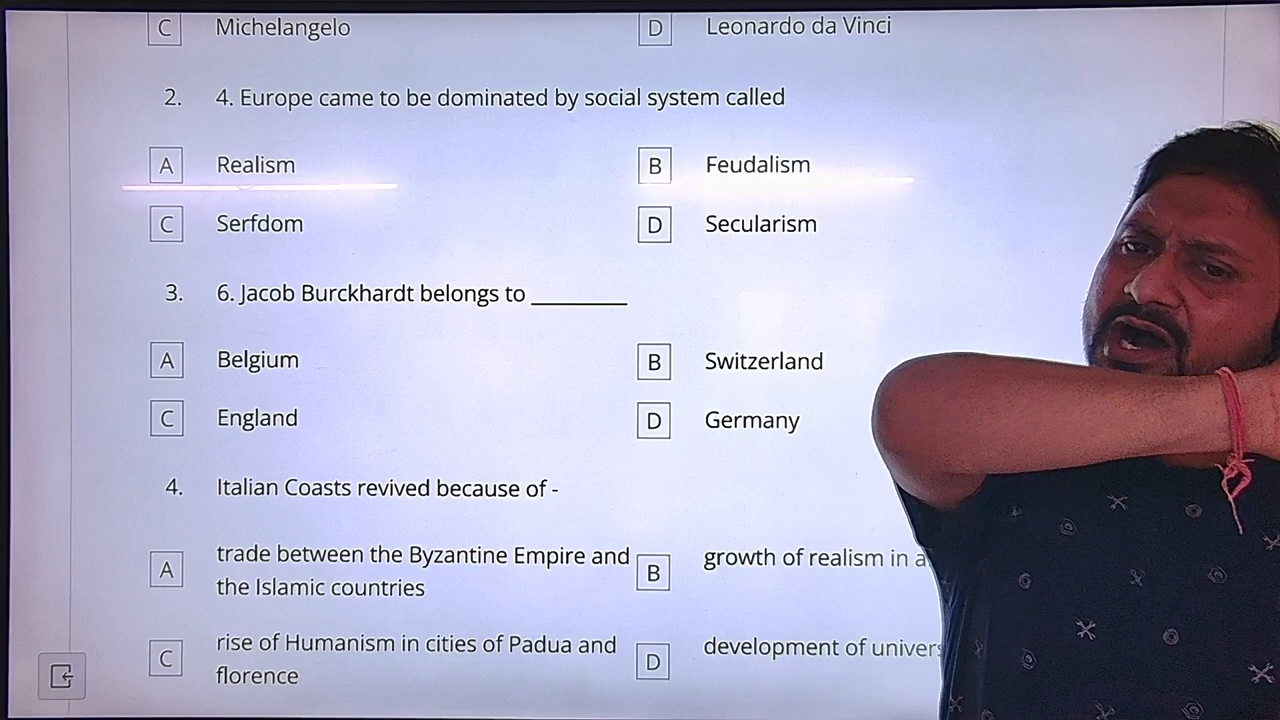 C Michelangelo D Leonardo da Vinci
2. 4. Europe came to be dominated by social system called
A Realism B Feudalism
C Serfdom D Secularism
3. 6. Jacob Burckhardt belongs to ________
A Belgium B Switzerland
C England D Germany
4. Italian Coasts revived because of -
A trade between the Byzantine Empire and
the Islamic countries
B growth of realism in
C rise of Humanism in cities of Padua and
florence
D development of